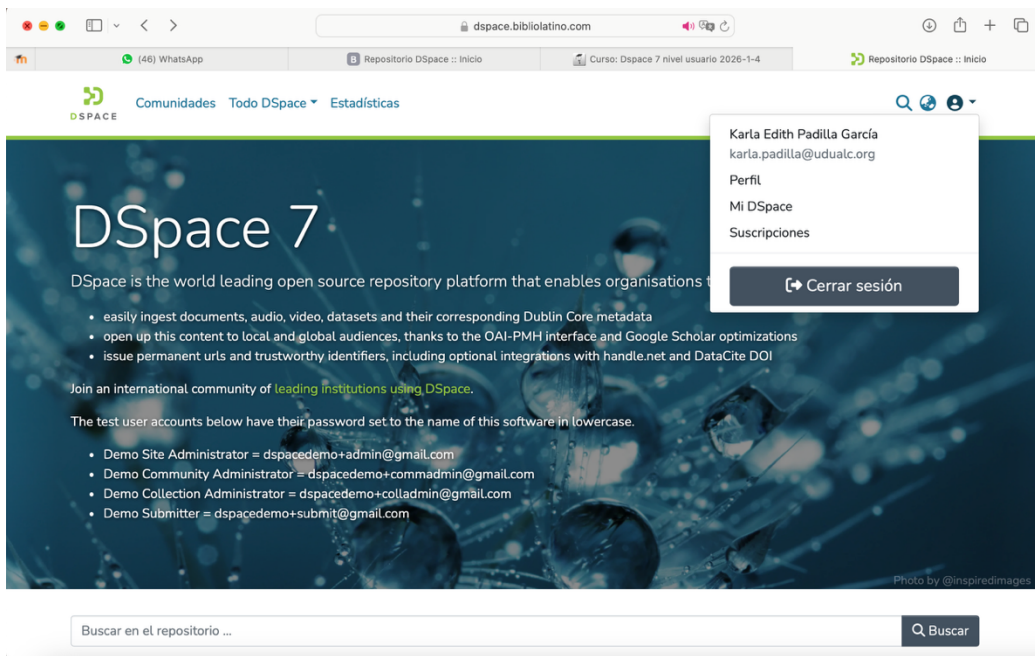 dspace.bibliolatino.com
(46) WhatsApp
Repositorio DSpace :: Inicio
Curso: Dspace 7 nivel usuario 2026-1-4
Repositorio DSpace :: Inicio
DSPACE
Comunidades Todo DSpace Estadísticas
Karla Edith Padilla García
karla.padilla@udualc.org
Perfil
Mi DSpace
Suscripciones
Cerrar sesión
DSpace 7
DSpace is the world leading open source repository platform that enables organisations t
easily ingest documents, audio, video, datasets and their corresponding Dublin Core metadata
open up this content to local and global audiences, thanks to the OAI-PMH interface and Google Scholar optimizations
issue permanent urls and trustworthy identifiers, including optional integrations with handle.net and DataCite DOI
Join an international community of leading institutions using DSpace.
The test user accounts below have their password set to the name of this software in lowercase.
Demo Site Administrator = dspacedemo+admin@gmail.com
Demo Community Administrator = dspacedemo+commadmin@gmail.com
Demo Collection Administrator = dspacedemo+colladmin@gmail.com
Demo Submitter = dspacedemo+submit@gmail.com
Photo by @inspiredimages
Buscar en el repositorio ...
Buscar